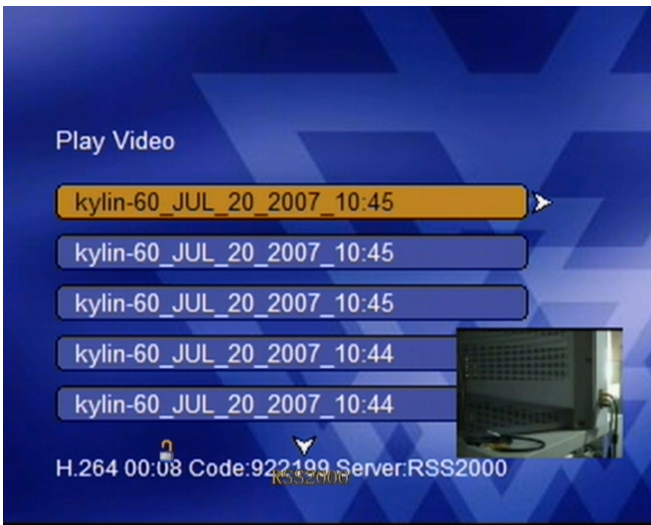 Play Video
kylin-60_JUL_20_2007_10:45
kylin-60_JUL_20_2007_10:45
kylin-60_JUL_20_2007_10:45
kylin-60_JUL_20_2007_10:44
kylin-60_JUL_20_2007_10:44
H.264 00:08 Code:922199 Server:RSS2000
RSS2000